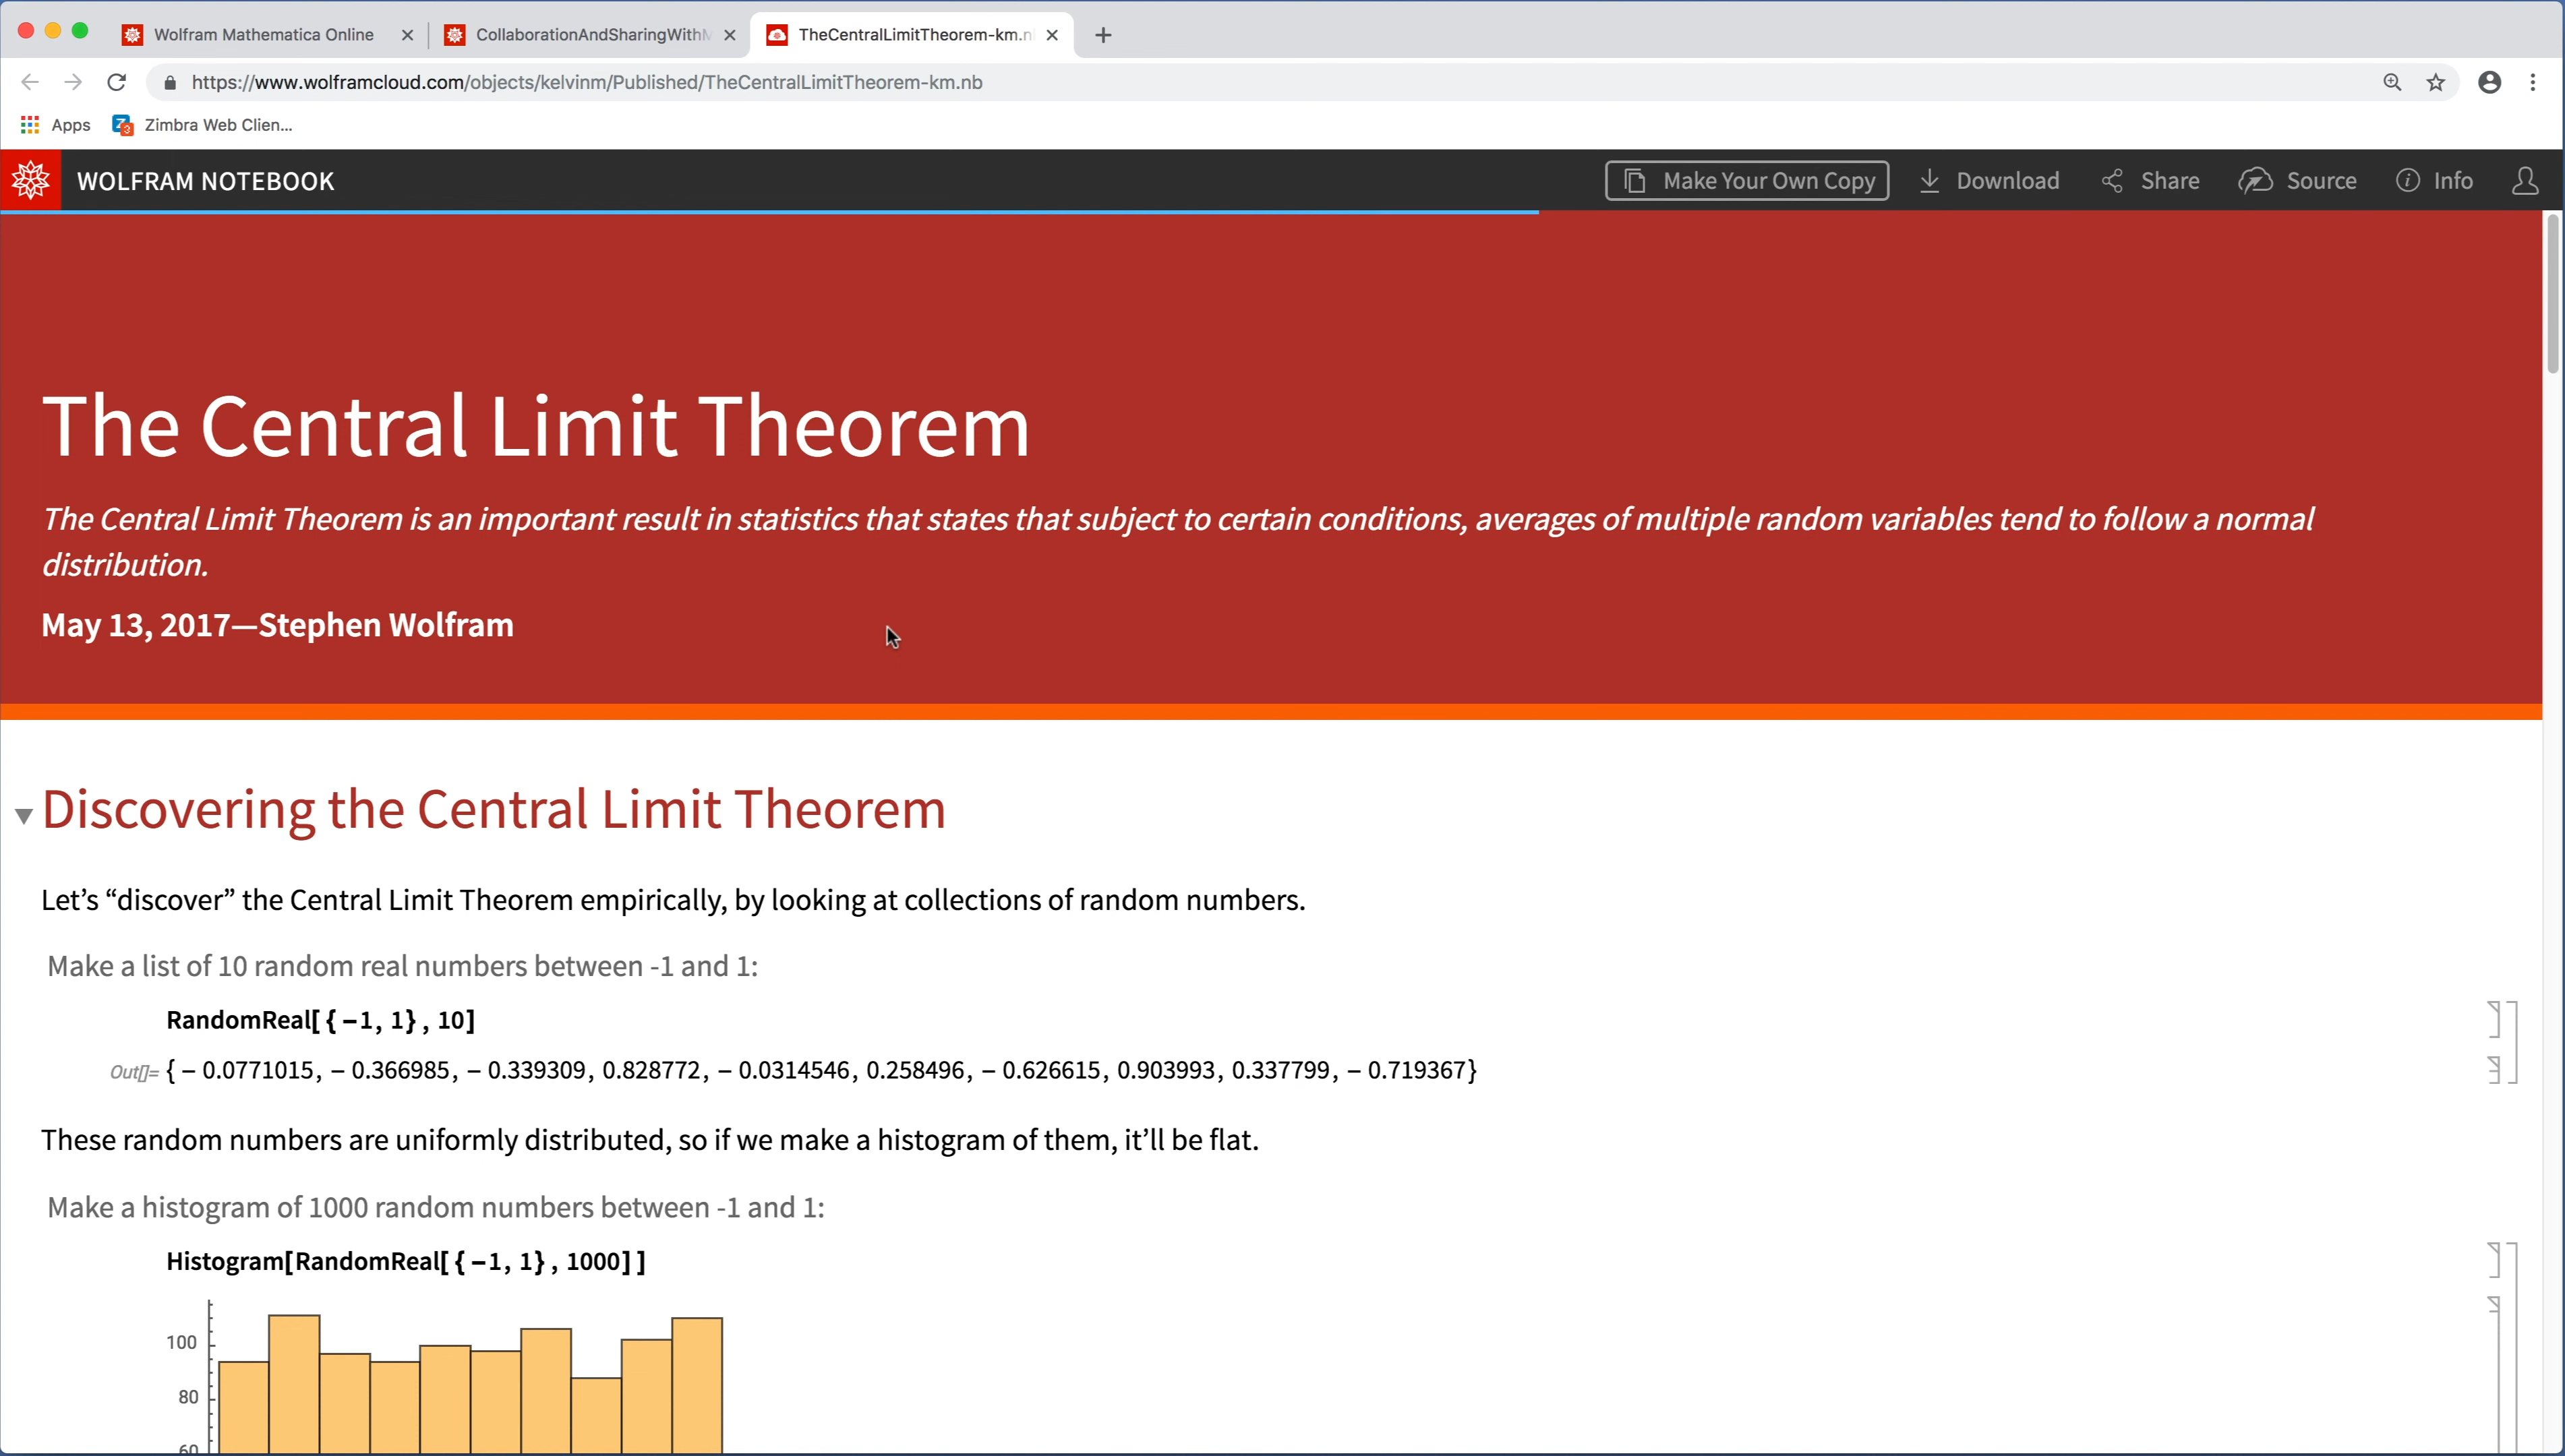 Wolfram Mathematica Online
CollaborationAndSharingWithM
TheCentralLimitTheorem-km.n
https://www.wolframcloud.com/objects/kelvinm/Published/TheCentralLimitTheorem-km.nb
Apps
Zimbra Web Clien...
WOLFRAM NOTEBOOK
Make Your Own Copy
Download
Share
Source
Info
The Central Limit Theorem
The Central Limit Theorem is an important result in statistics that states that subject to certain conditions, averages of multiple random variables tend to follow a normal
distribution.
May 13, 2017—Stephen Wolfram
Discovering the Central Limit Theorem
Let’s “discover” the Central Limit Theorem empirically, by looking at collections of random numbers.
Make a list of 10 random real numbers between -1 and 1:
RandomReal[{−1, 1}, 10]
Out[]= {− 0.0771015, − 0.366985, − 0.339309, 0.828772, − 0.0314546, 0.258496, − 0.626615, 0.903993, 0.337799, − 0.719367}
These random numbers are uniformly distributed, so if we make a histogram of them, it’ll be flat.
Make a histogram of 1000 random numbers between -1 and 1:
Histogram[RandomReal[{−1, 1}, 1000]]
100
80
60